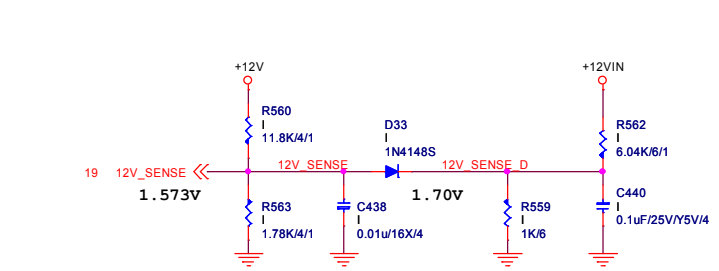 +12V
+12VIN
R560
I
11.8K/4/1
D33
I
1N4148S
R562
I
6.04K/6/1
19 12V_SENSE
12V_SENSE
12V_SENSE_D
1.573V
1.70V
R563
I
1.78K/4/1
C438
I
0.01u/16X/4
R559
I
1K/6
C440
I
0.1uF/25V/Y5V/4